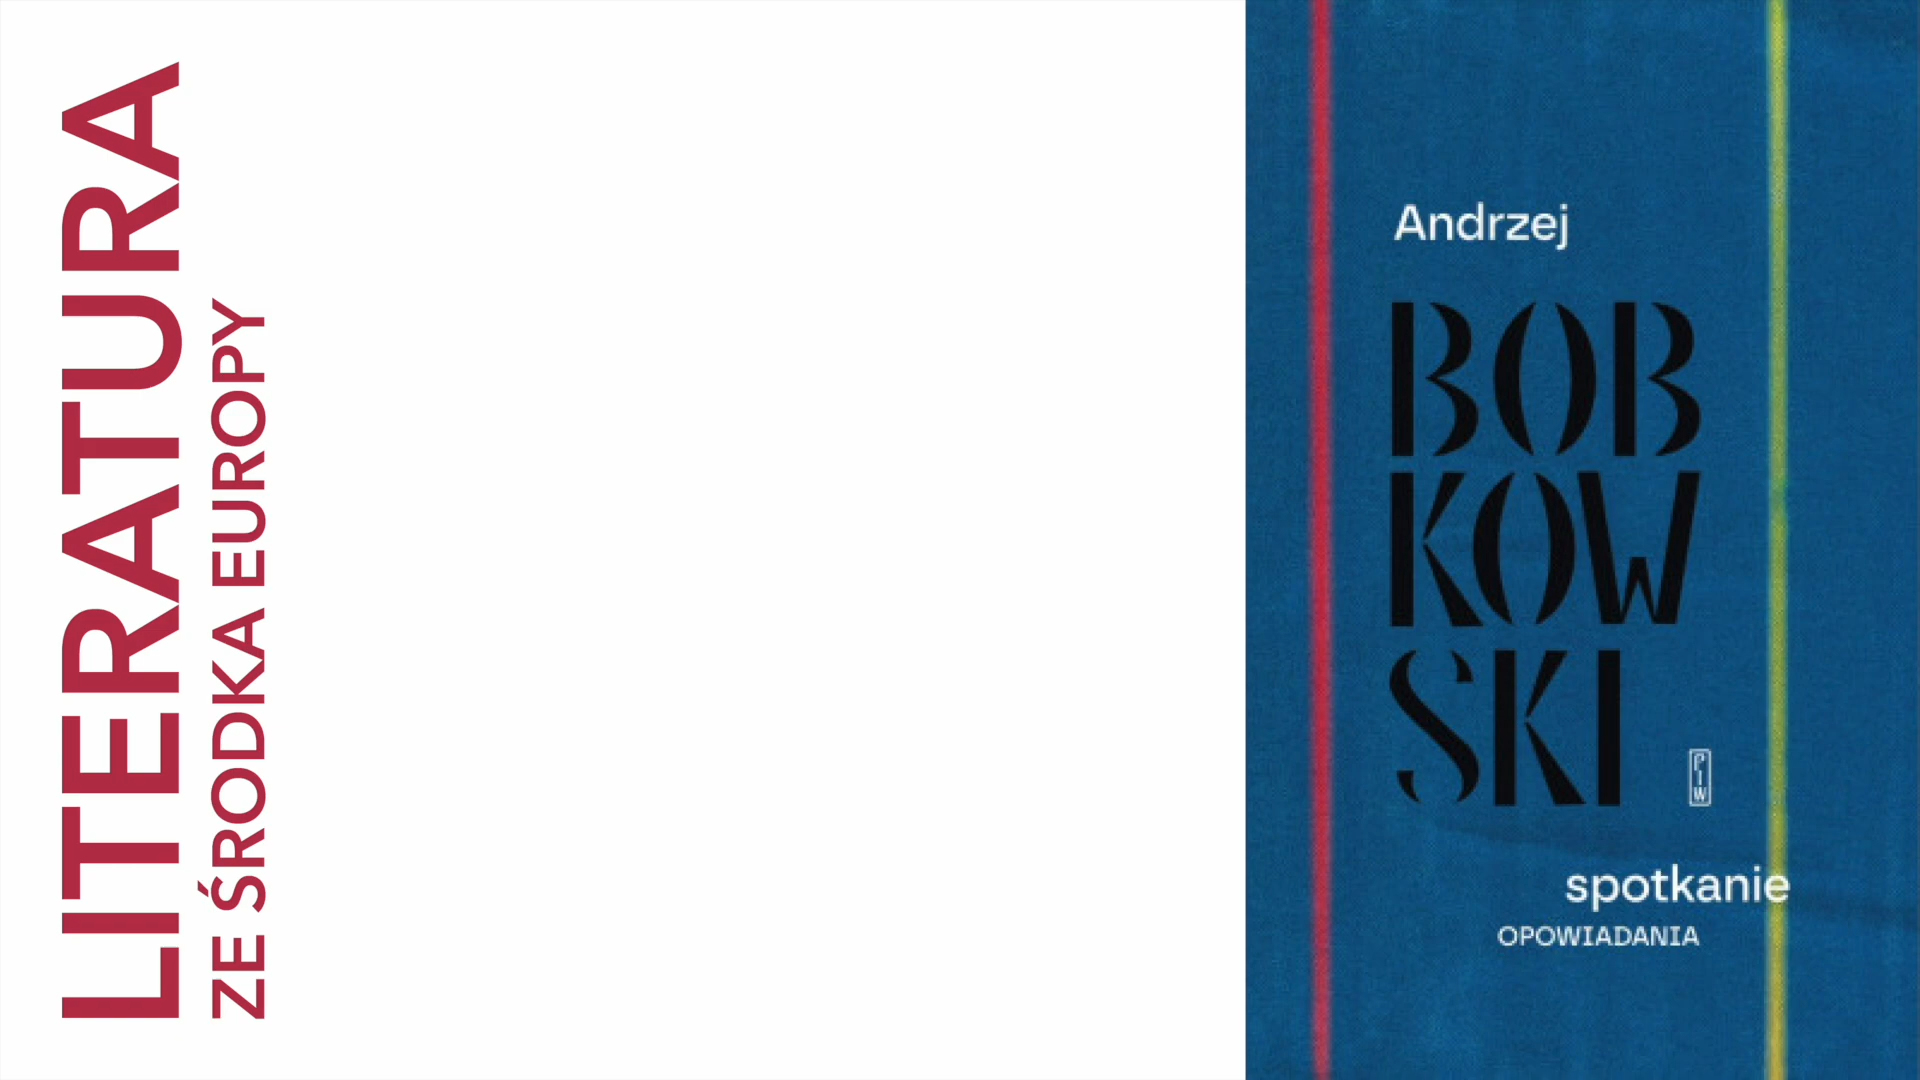 LITERATURA
ZE ŚRODKA EUROPY
Andrzej
BOB
KOW
SKI
PIW
spotkanie
OPOWIADANIA